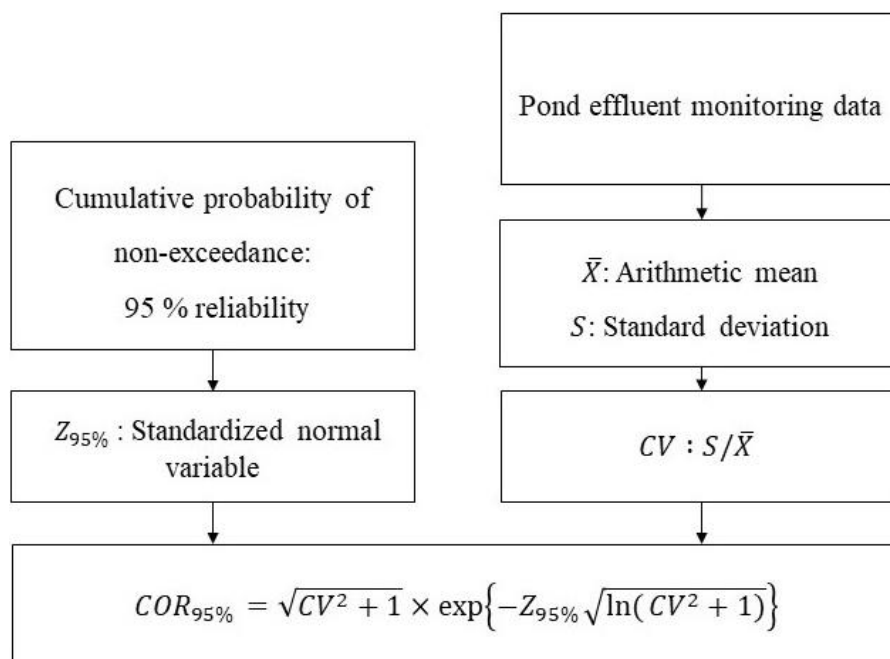 Pond effluent monitoring data
Cumulative probability of
non-exceedance:
95 % reliability
X̄: Arithmetic mean
S: Standard deviation
Z₉₅% : Standardized normal
variable
CV : S/X̄
COR₉₅% = √(CV² + 1) × exp{−Z₉₅%√(ln( CV² + 1))}